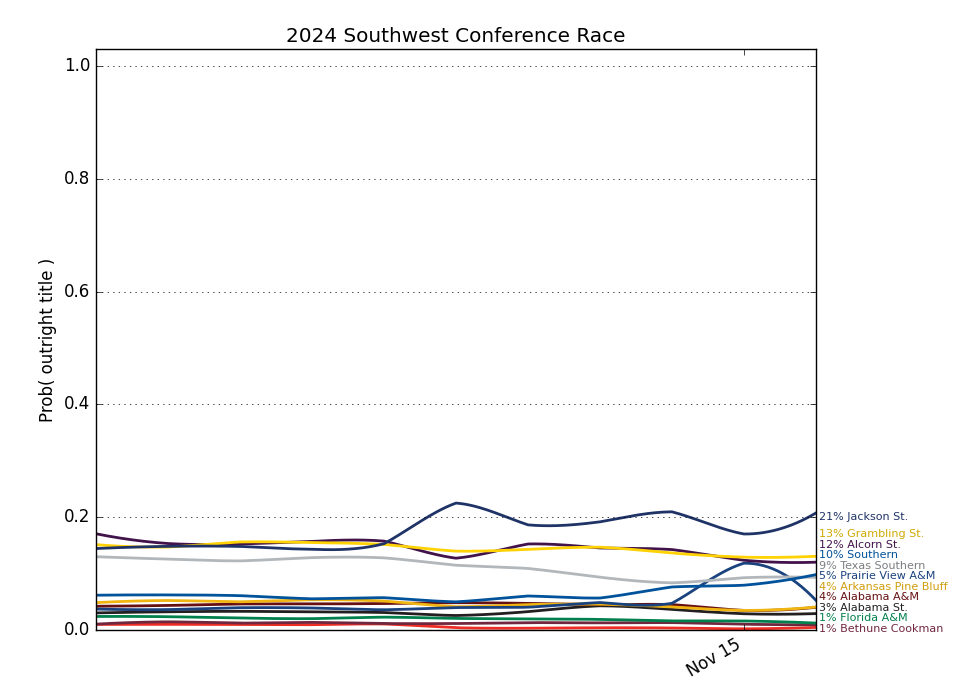 2024 Southwest Conference Race
1.0
0.8
0.6
0.4
0.2
0.0
Prob( outright title )
Nov 15
21% Jackson St.
13% Grambling St.
12% Alcorn St.
10% Southern
9% Texas Southern
5% Prairie View A&M
4% Arkansas Pine Bluff
4% Alabama A&M
3% Alabama St.
1% Florida A&M
1% Bethune Cookman